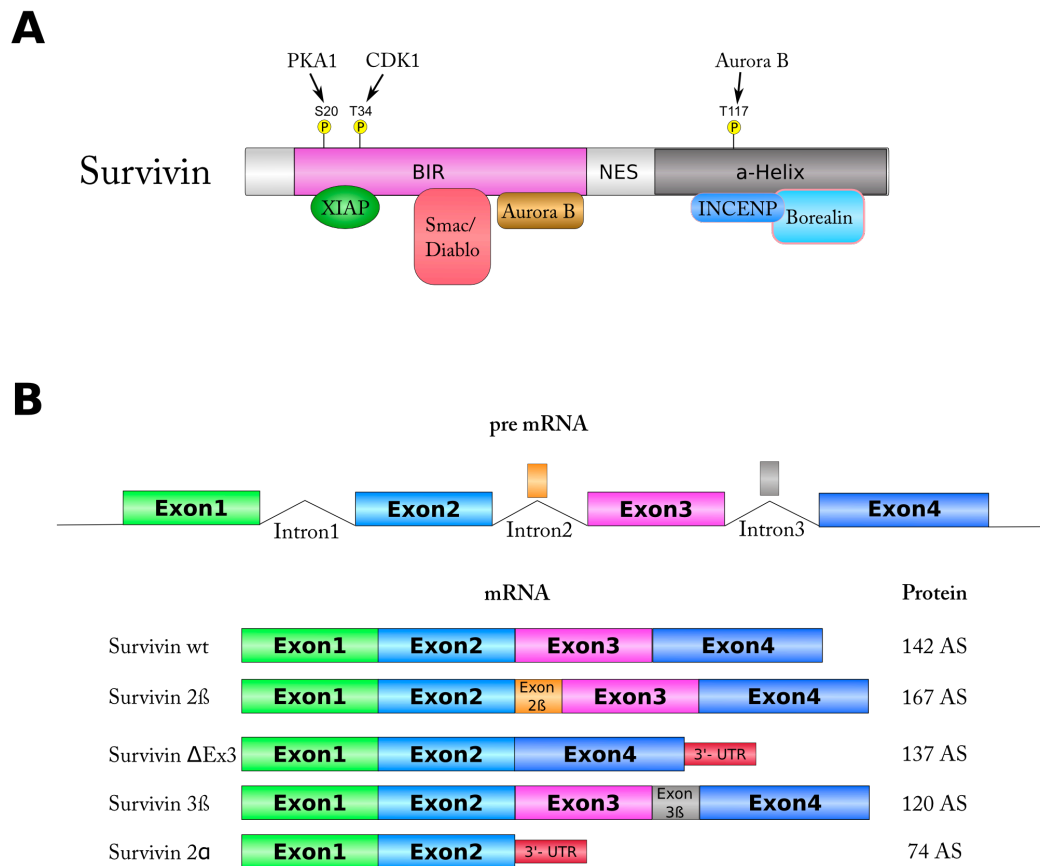 A
PKA1 CDK1 Aurora B
S20 T34 T117
P P P
Survivin BIR NES a-Helix
XIAP Smac/
Diablo Aurora B INCENP Borealin
B
pre mRNA
Exon1 Exon2 Exon3 Exon4
Intron1 Intron2 Intron3
mRNA Protein
Survivin wt Exon1 Exon2 Exon3 Exon4 142 AS
Survivin 2ß Exon1 Exon2 Exon
2ß Exon3 Exon4 167 AS
Survivin ΔEx3 Exon1 Exon2 Exon4 3'- UTR 137 AS
Survivin 3ß Exon1 Exon2 Exon3 Exon
3ß Exon4 120 AS
Survivin 2ɑ Exon1 Exon2 3'- UTR 74 AS